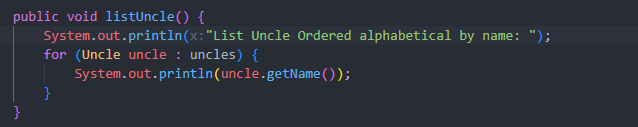 public void listUncle() {
    System.out.println(x:"List Uncle Ordered alphabetical by name: ");
    for (Uncle uncle : uncles) {
        System.out.println(uncle.getName());
    }
}